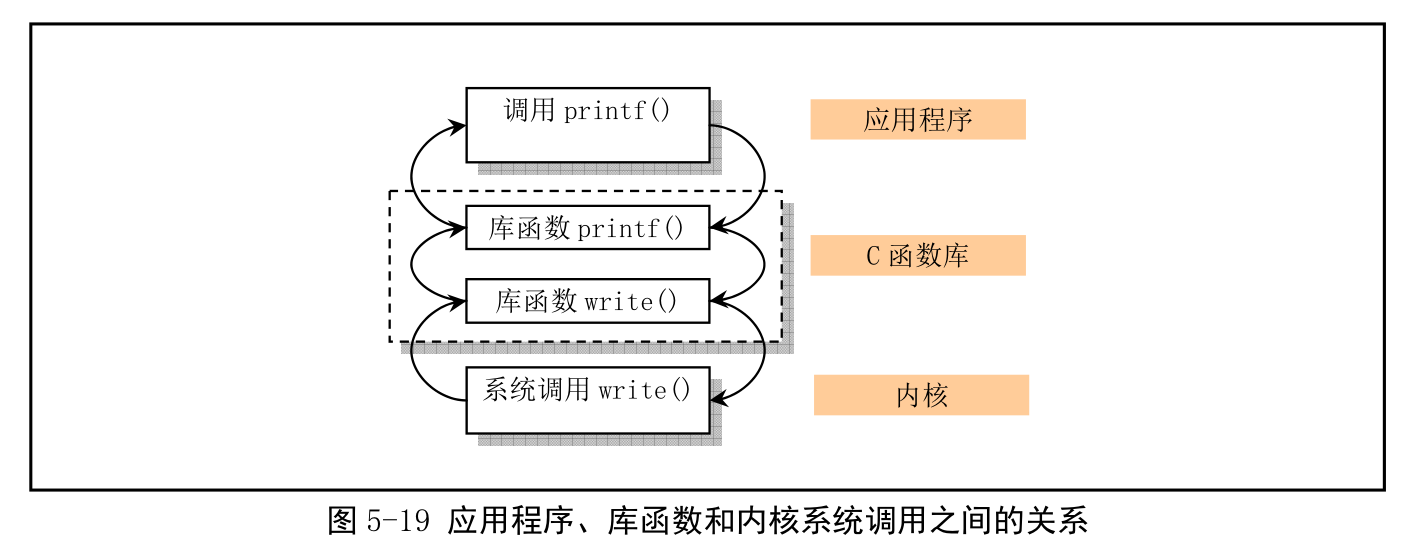 调用 printf()
应用程序
库函数 printf()
C 函数库
库函数 write()
系统调用 write()
内核
图 5-19 应用程序、库函数和内核系统调用之间的关系